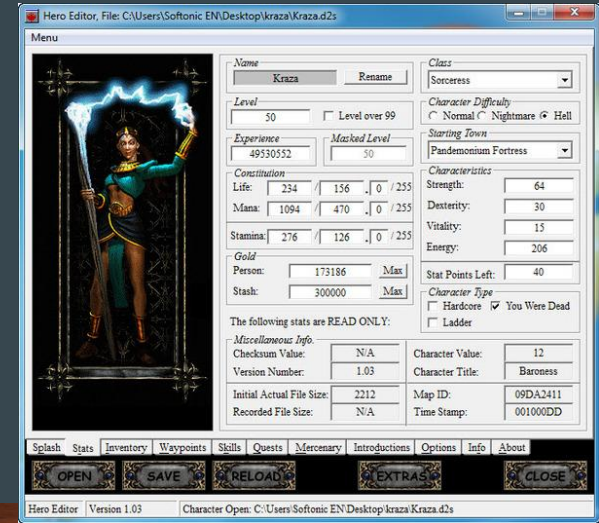 Hero Editor, File: C:\Users\Softonic EN\Desktop\kraza\Kraza.d2s
Menu
Name
Kraza Rename
Class
Sorceress
Level
50 Level over 99
Character Difficulty
Normal Nightmare Hell
Experience Masked Level
49530552 50
Starting Town
Pandemonium Fortress
Constitution
Life: 234 / 156 . 0 / 255
Mana: 1094 / 470 . 0 / 255
Stamina: 276 / 126 . 0 / 255
Characteristics
Strength: 64
Dexterity: 30
Vitality: 15
Energy: 206
Stat Points Left: 40
Gold
Person: 173186 Max
Stash: 300000 Max
Character Type
Hardcore You Were Dead
Ladder
The following stats are READ ONLY:
Miscellaneous Info.
Checksum Value: N/A Character Value: 12
Version Number: 1.03 Character Title: Baroness
Initial Actual File Size: 2212 Map ID: 09DA2411
Recorded File Size: N/A Time Stamp: 001000DD
Splash Stats Inventory Waypoints Skills Quests Mercenary Introductions Options Info About
OPEN SAVE RELOAD EXTRAS CLOSE
Hero Editor Version 1.03 Character Open: C:\Users\Softonic EN\Desktop\kraza\Kraza.d2s